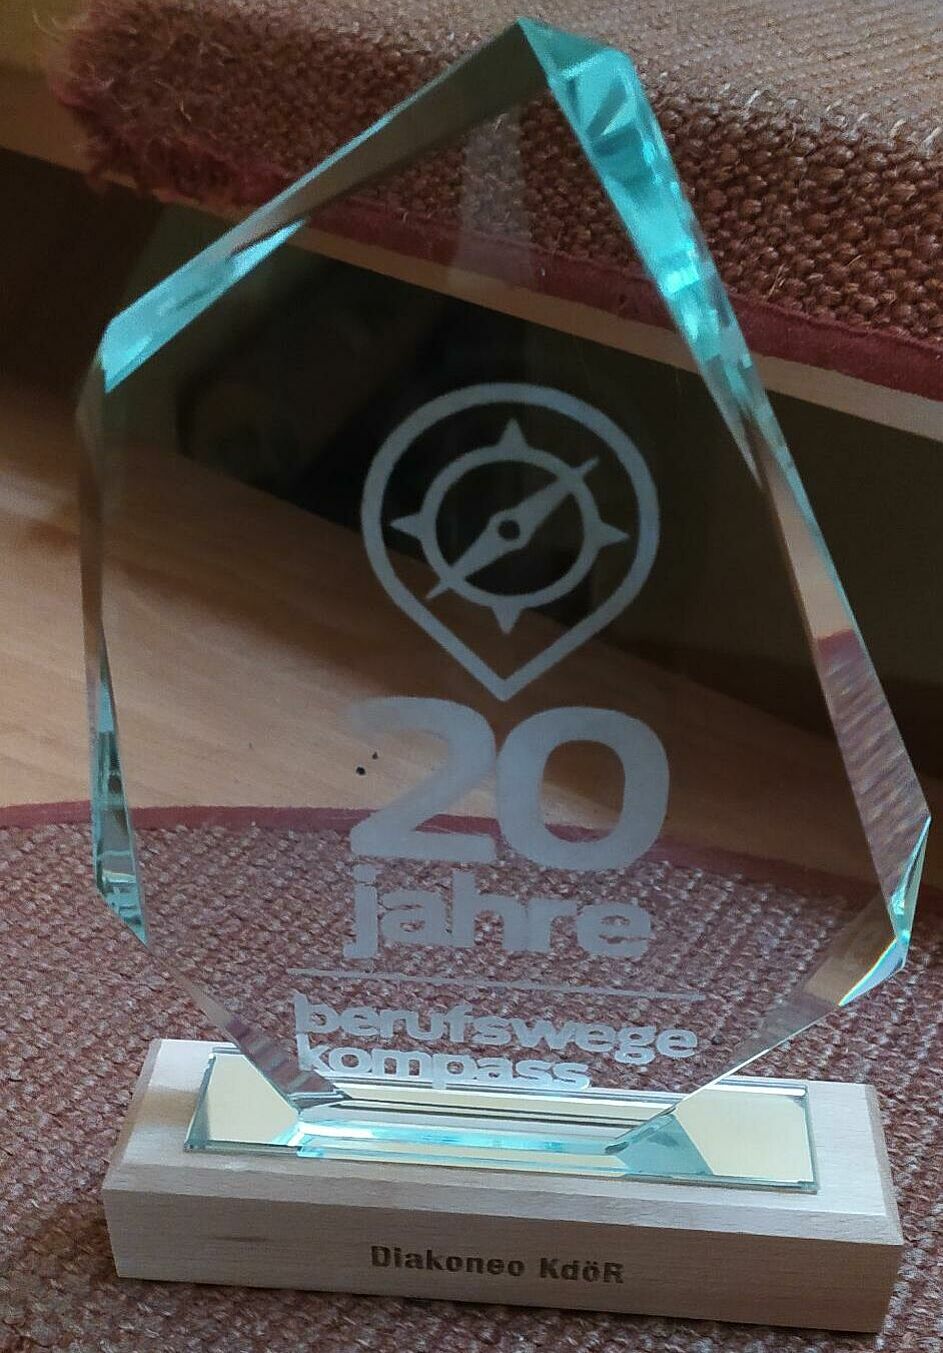 20
jahre
berufswege
kompass
Diakoneo KdöR